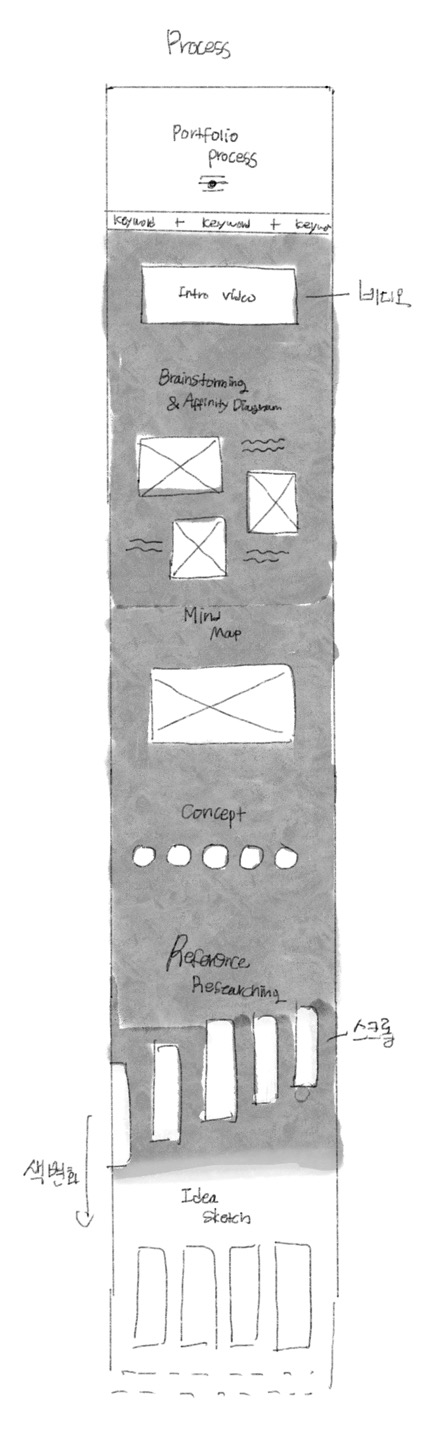 Process
Portfolio
process
keyword + keyword + keywo
Intro video
비디오
Brainstorming
& Affinity Diagram
Mind
Map
Concept
Reference
Researching
스크롤
색변화
Idea
Sketch